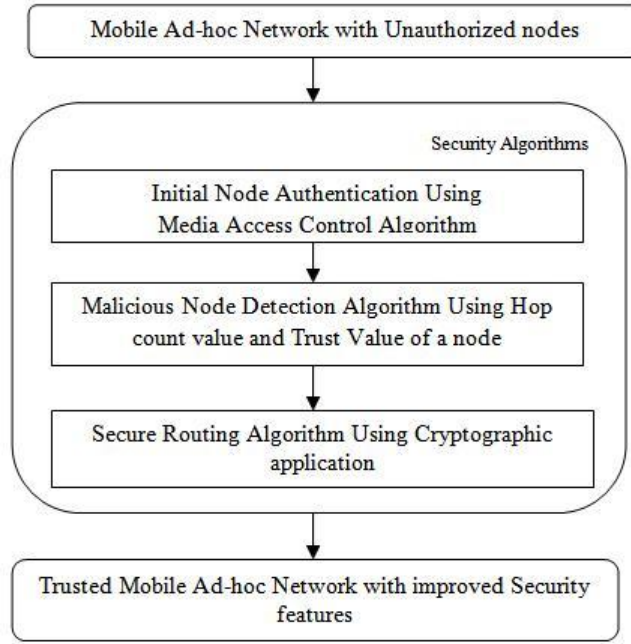 Mobile Ad-hoc Network with Unauthorized nodes
Security Algorithms
Initial Node Authentication Using
Media Access Control Algorithm
Malicious Node Detection Algorithm Using Hop
count value and Trust Value of a node
Secure Routing Algorithm Using Cryptographic
application
Trusted Mobile Ad-hoc Network with improved Security
features